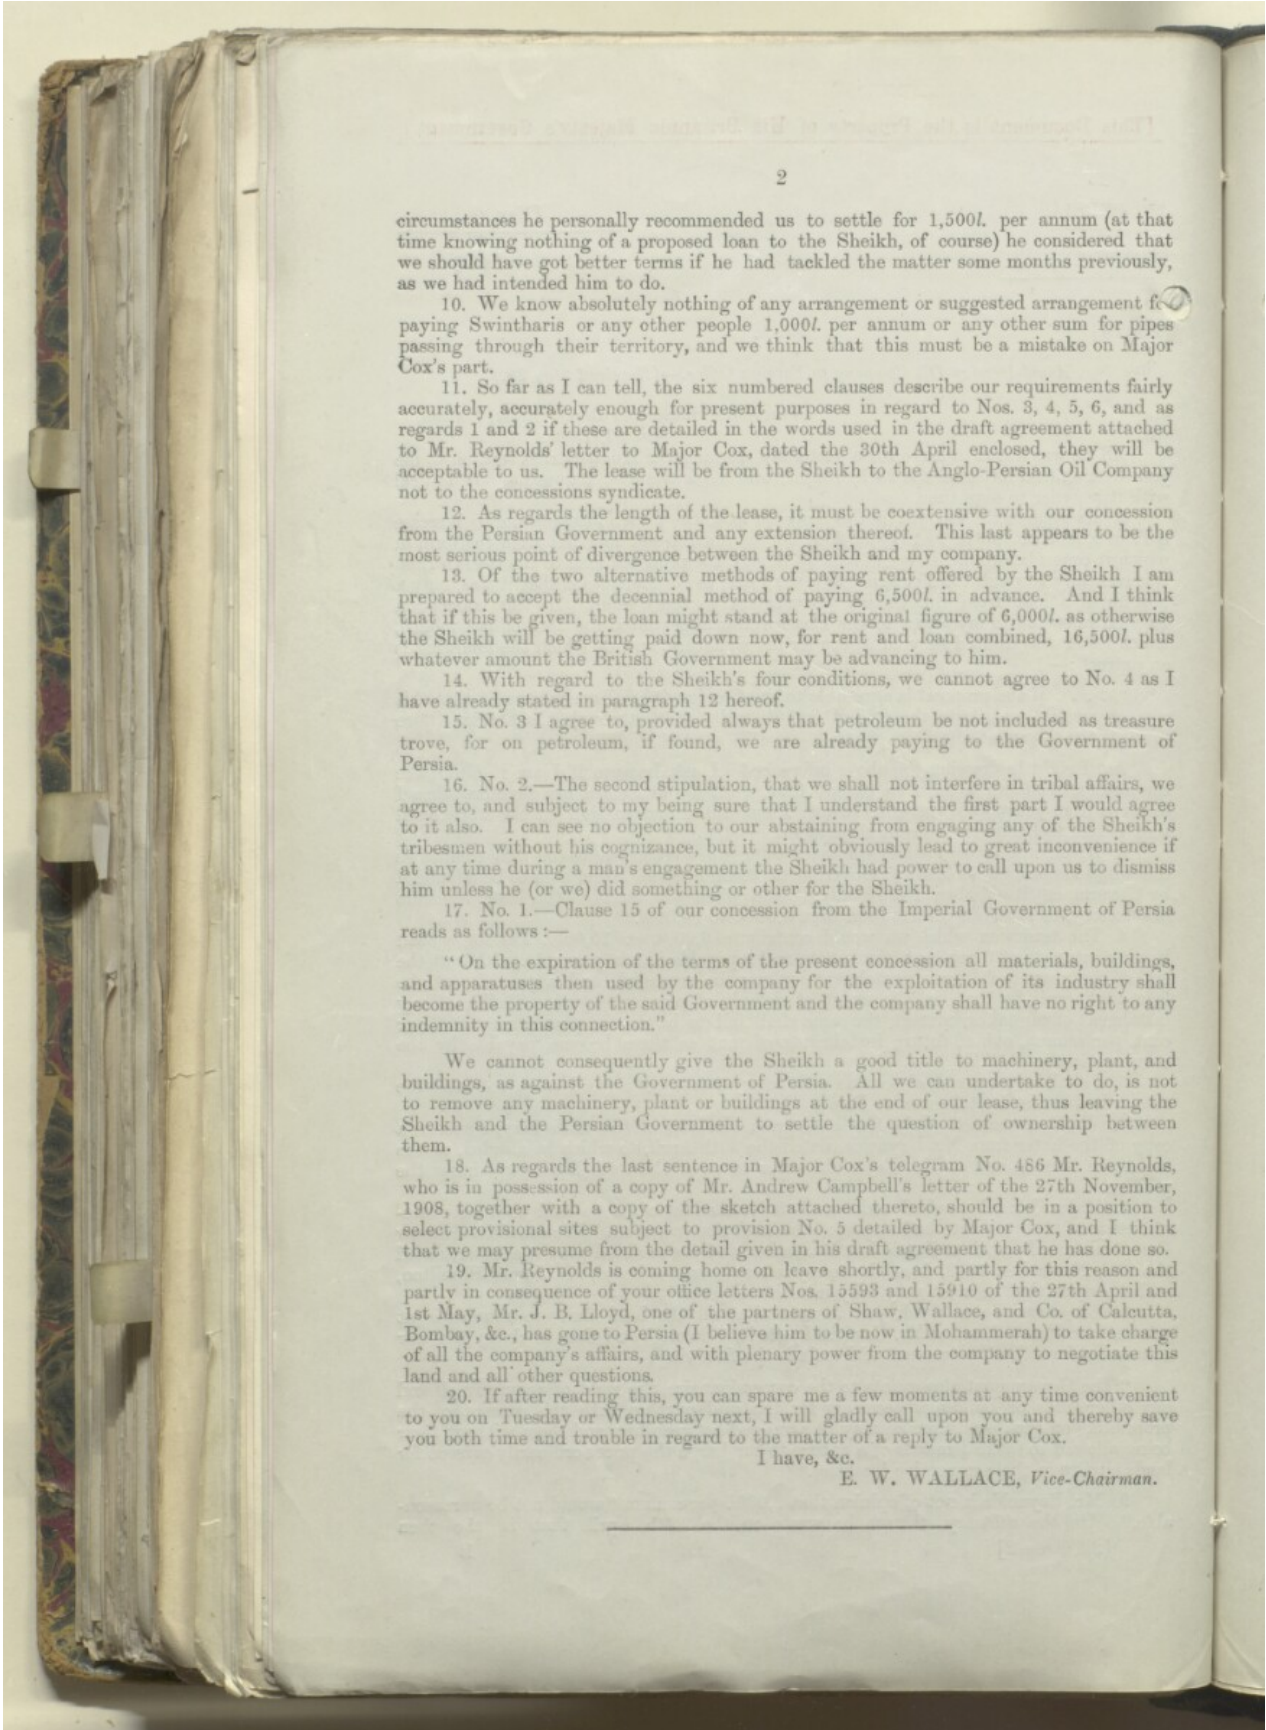 2
circumstances he personally recommended us to settle for 1,500l. per annum (at that
time knowing nothing of a proposed loan to the Sheikh, of course) he considered that
we should have got better terms if he had tackled the matter some months previously,
as we had intended him to do.
10. We know absolutely nothing of any arrangement or suggested arrangement
paying Swintharis or any other people 1,000l. per annum or any other sum for pipes
passing through their territory, and we think that this must be a mistake on Major
Cox's part.
11. So far as I can tell, the six numbered clauses describe our requirements fairly
accurately, accurately enough for present purposes in regard to Nos. 3, 4, 5, 6, and as
regards 1 and 2 if these are detailed in the words used in the draft agreement attached
to Mr. Reynolds' letter to Major Cox, dated the 30th April enclosed, they will be
acceptable to us. The lease will be from the Sheikh to the Anglo-Persian Oil Company
not to the concessions syndicate.
12. As regards the length of the lease, it must be coextensive with our concession
from the Persian Government and any extension thereof. This last appears to be the
most serious point of divergence between the Sheikh and my company.
13. Of the two alternative methods of paying rent offered by the Sheikh I am
prepared to accept the decennial method of paying 6,500l. in advance. And I think
that if this be given, the loan might stand at the original figure of 6,000l. as otherwise
the Sheikh will be getting paid down now, for rent and loan combined, 16,500l. plus
whatever amount the British Government may be advancing to him.
14. With regard to the Sheikh's four conditions, we cannot agree to No. 4 as I
have already stated in paragraph 12 hereof.
15. No. 3 I agree to, provided always that petroleum be not included as treasure
trove, for on petroleum, if found, we are already paying to the Government of
Persia.
16. No. 2.—The second stipulation, that we shall not interfere in tribal affairs, we
agree to, and subject to my being sure that I understand the first part I would agree
to it also. I can see no objection to our abstaining from engaging any of the Sheikh's
tribesmen without his cognizance, but it might obviously lead to great inconvenience if
at any time during a man's engagement the Sheikh had power to call upon us to dismiss
him unless he (or we) did something or other for the Sheikh.
17. No. 1.—Clause 15 of our concession from the Imperial Government of Persia
reads as follows :—
"On the expiration of the terms of the present concession all materials, buildings,
and apparatuses then used by the company for the exploitation of its industry shall
become the property of the said Government and the company shall have no right to any
indemnity in this connection."
We cannot consequently give the Sheikh a good title to machinery, plant, and
buildings, as against the Government of Persia. All we can undertake to do, is not
to remove any machinery, plant or buildings at the end of our lease, thus leaving the
Sheikh and the Persian Government to settle the question of ownership between
them.
18. As regards the last sentence in Major Cox's telegram No. 486 Mr. Reynolds,
who is in possession of a copy of Mr. Andrew Campbell's letter of the 27th November,
1908, together with a copy of the sketch attached thereto, should be in a position to
select provisional sites subject to provision No. 5 detailed by Major Cox, and I think
that we may presume from the detail given in his draft agreement that he has done so.
19. Mr. Reynolds is coming home on leave shortly, and partly for this reason and
partly in consequence of your office letters Nos. 15593 and 15910 of the 27th April and
1st May, Mr. J. B. Lloyd, one of the partners of Shaw, Wallace, and Co. of Calcutta,
Bombay, &c., has gone to Persia (I believe him to be now in Mohammerah) to take charge
of all the company's affairs, and with plenary power from the company to negotiate this
land and all other questions.
20. If after reading this, you can spare me a few moments at any time convenient
to you on Tuesday or Wednesday next, I will gladly call upon you and thereby save
you both time and trouble in regard to the matter of a reply to Major Cox.
I have, &c.
E. W. WALLACE, Vice-Chairman.